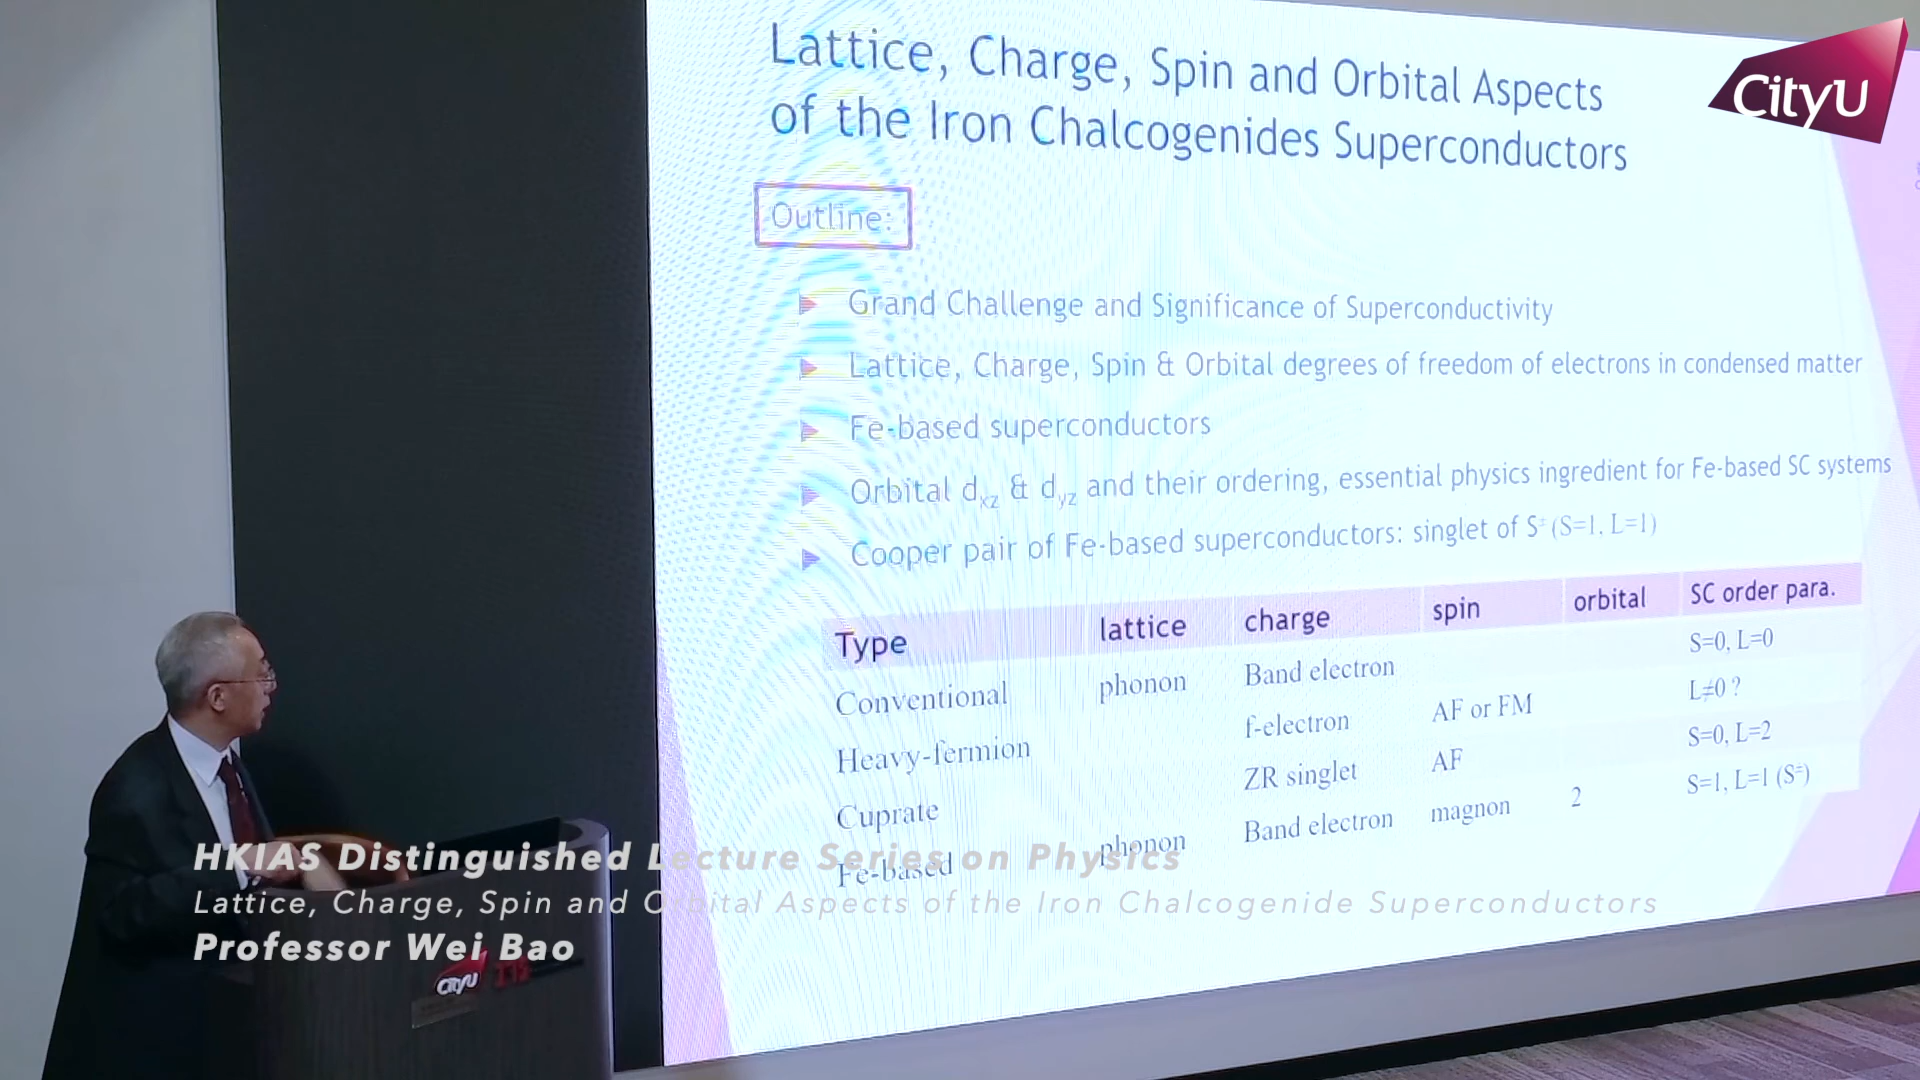 Lattice, Charge, Spin and Orbital Aspects
of the Iron Chalcogenides Superconductors
CityU
Outline:
Grand Challenge and Significance of Superconductivity
Lattice, Charge, Spin & Orbital degrees of freedom of electrons in condensed matter
Fe-based superconductors
Orbital dxz & dyz and their ordering, essential physics ingredient for Fe-based SC systems
Cooper pair of Fe-based superconductors: singlet of S± (S=1, L=1)
Type lattice charge spin orbital SC order para.
Conventional phonon Band electron S=0, L=0
Heavy-fermion f-electron AF or FM L≠0 ?
Cuprate ZR singlet AF S=0, L=2
Fe-based phonon Band electron magnon 2 S=1, L=1 (S±)
HKIAS Distinguished Lecture Series on Physics
Lattice, Charge, Spin and Orbital Aspects of the Iron Chalcogenide Superconductors
Professor Wei Bao
CityU